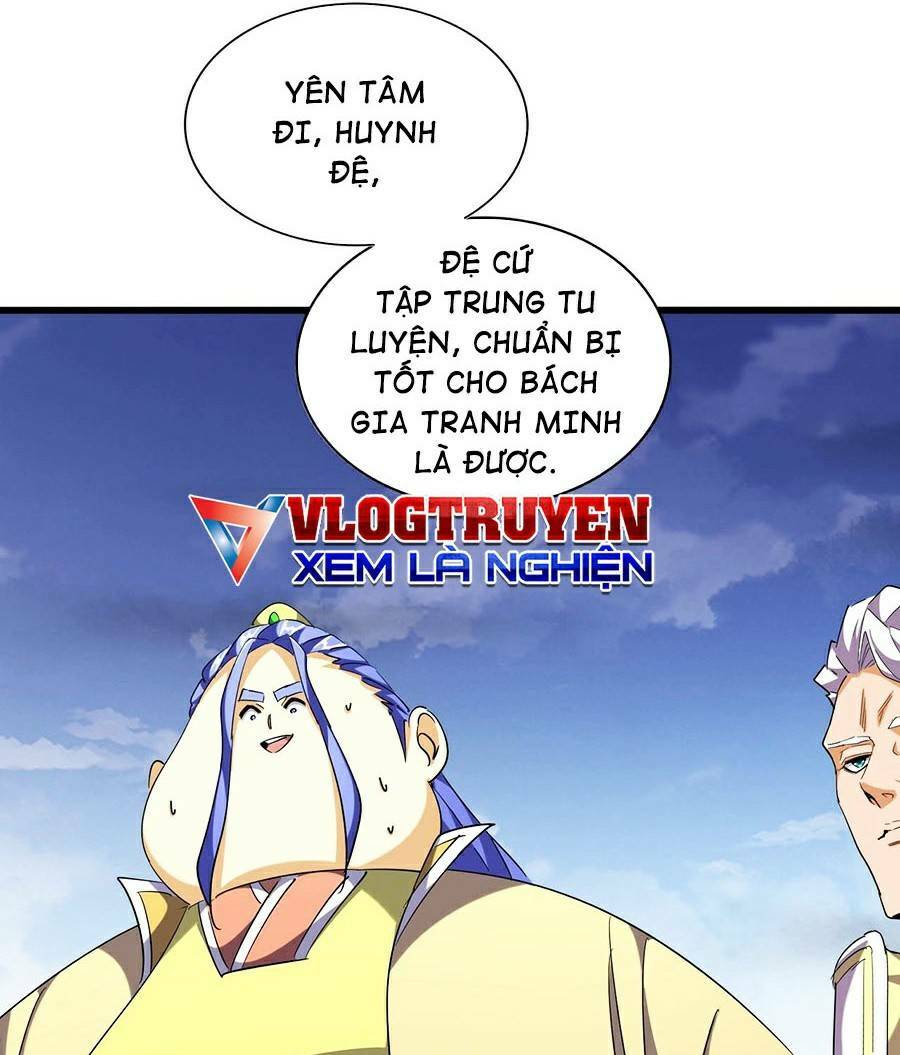 YÊN TÂM
ĐI, HUYNH
ĐỆ,
ĐỆ CỨ
TẬP TRUNG TU
LUYỆN, CHUẨN BỊ
TỐT CHO BÁCH
GIA TRANH MINH
LÀ ĐƯỢC.
VLOGTRUYEN
XEM LÀ NGHIỆN